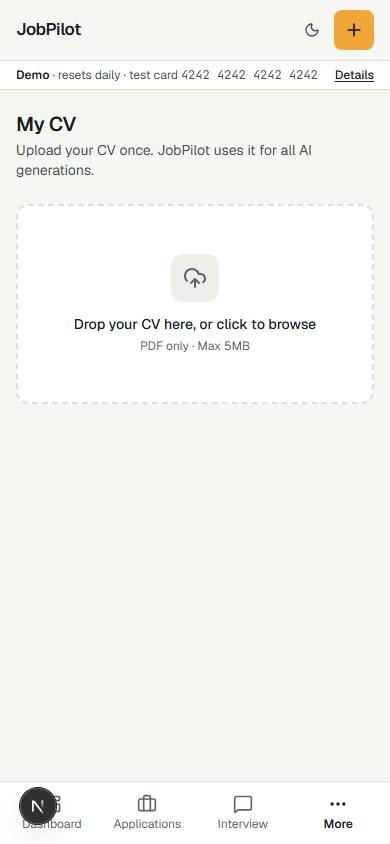 JobPilot
Demo · resets daily · test card 4242 4242 4242 4242 Details
My CV
Upload your CV once. JobPilot uses it for all AI
generations.
Drop your CV here, or click to browse
PDF only · Max 5MB
N
Dashboard Applications Interview More